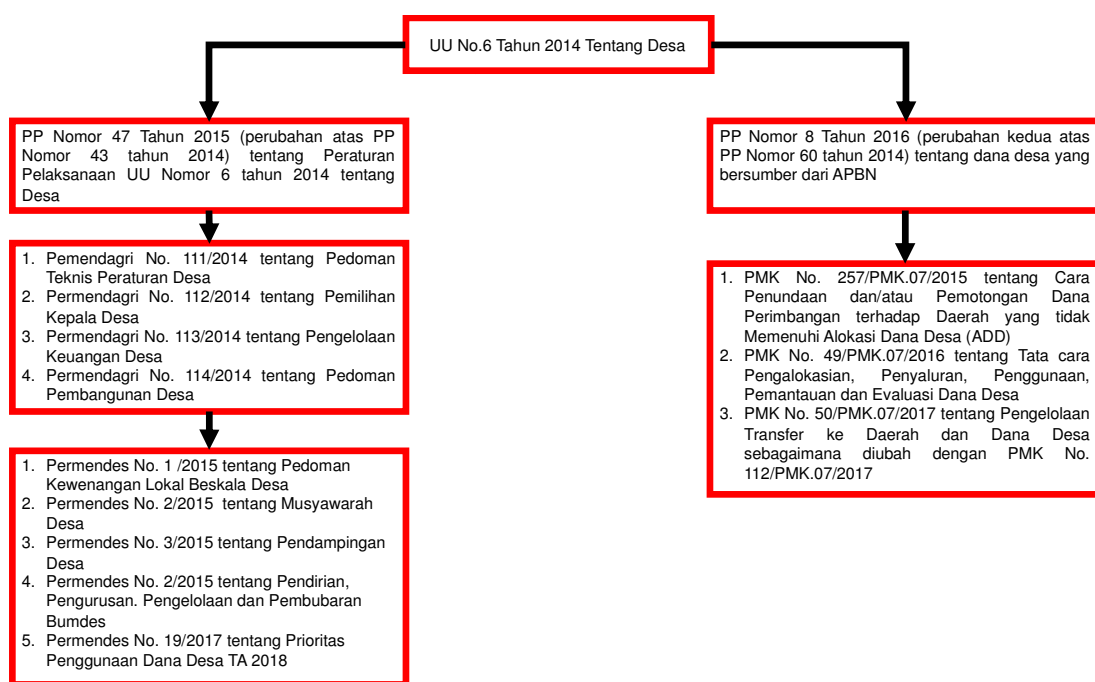 UU No.6 Tahun 2014 Tentang Desa
PP Nomor 47 Tahun 2015 (perubahan atas PP
Nomor 43 tahun 2014) tentang Peraturan
Pelaksanaan UU Nomor 6 tahun 2014 tentang
Desa
1. Pemendagri No. 111/2014 tentang Pedoman
Teknis Peraturan Desa
2. Permendagri No. 112/2014 tentang Pemilihan
Kepala Desa
3. Permendagri No. 113/2014 tentang Pengelolaan
Keuangan Desa
4. Permendagri No. 114/2014 tentang Pedoman
Pembangunan Desa
1. Permendes No. 1 /2015 tentang Pedoman
Kewenangan Lokal Beskala Desa
2. Permendes No. 2/2015 tentang Musyawarah
Desa
3. Permendes No. 3/2015 tentang Pendampingan
Desa
4. Permendes No. 2/2015 tentang Pendirian,
Pengurusan. Pengelolaan dan Pembubaran
Bumdes
5. Permendes No. 19/2017 tentang Prioritas
Penggunaan Dana Desa TA 2018
PP Nomor 8 Tahun 2016 (perubahan kedua atas
PP Nomor 60 tahun 2014) tentang dana desa yang
bersumber dari APBN
1. PMK No. 257/PMK.07/2015 tentang Cara
Penundaan dan/atau Pemotongan Dana
Perimbangan terhadap Daerah yang tidak
Memenuhi Alokasi Dana Desa (ADD)
2. PMK No. 49/PMK.07/2016 tentang Tata cara
Pengalokasian, Penyaluran, Penggunaan,
Pemantauan dan Evaluasi Dana Desa
3. PMK No. 50/PMK.07/2017 tentang Pengelolaan
Transfer ke Daerah dan Dana Desa
sebagaimana diubah dengan PMK No.
112/PMK.07/2017